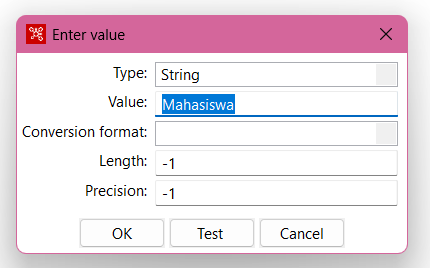 Enter value
Type: String
Value: Mahasiswa
Conversion format:
Length: -1
Precision: -1
OK Test Cancel